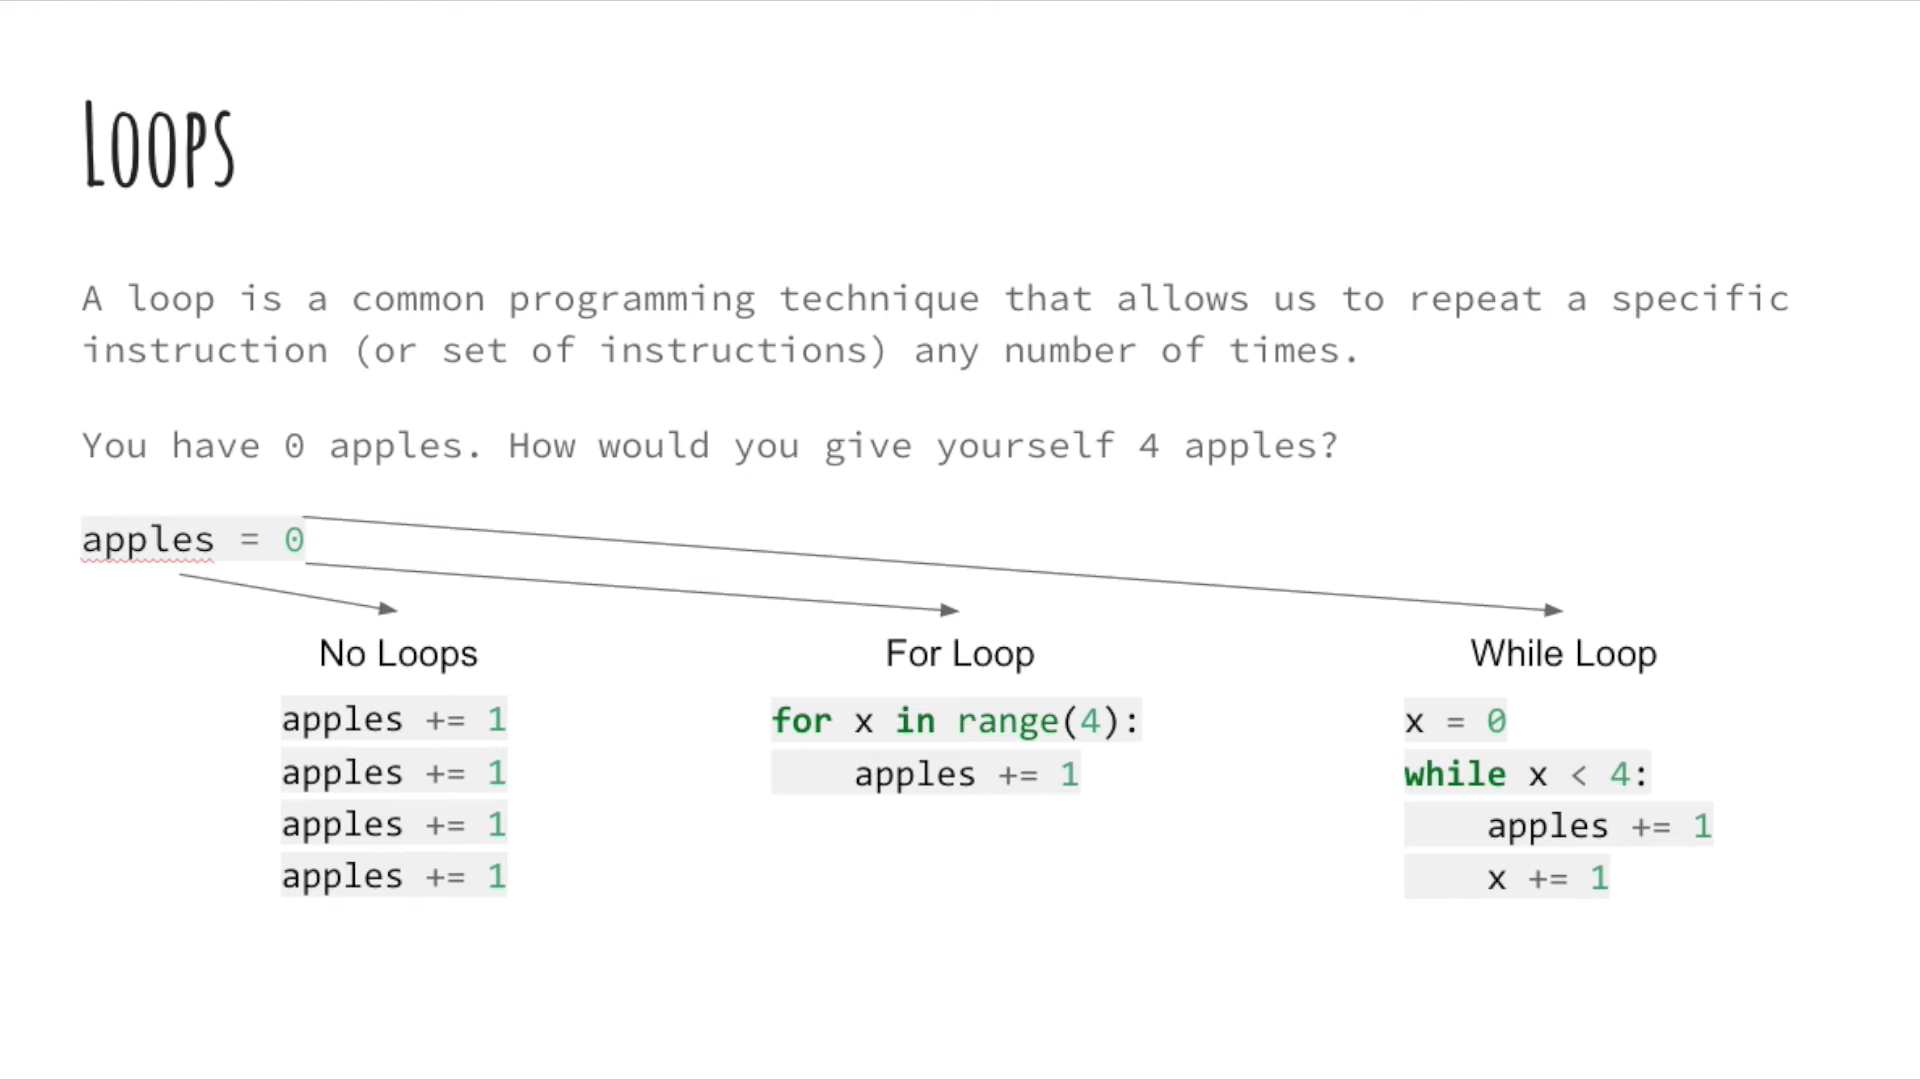 Loops
A loop is a common programming technique that allows us to repeat a specific
instruction (or set of instructions) any number of times.
You have 0 apples. How would you give yourself 4 apples?
apples = 0
No Loops
apples += 1
apples += 1
apples += 1
apples += 1
For Loop
for x in range(4):
    apples += 1
While Loop
x = 0
while x < 4:
    apples += 1
    x += 1